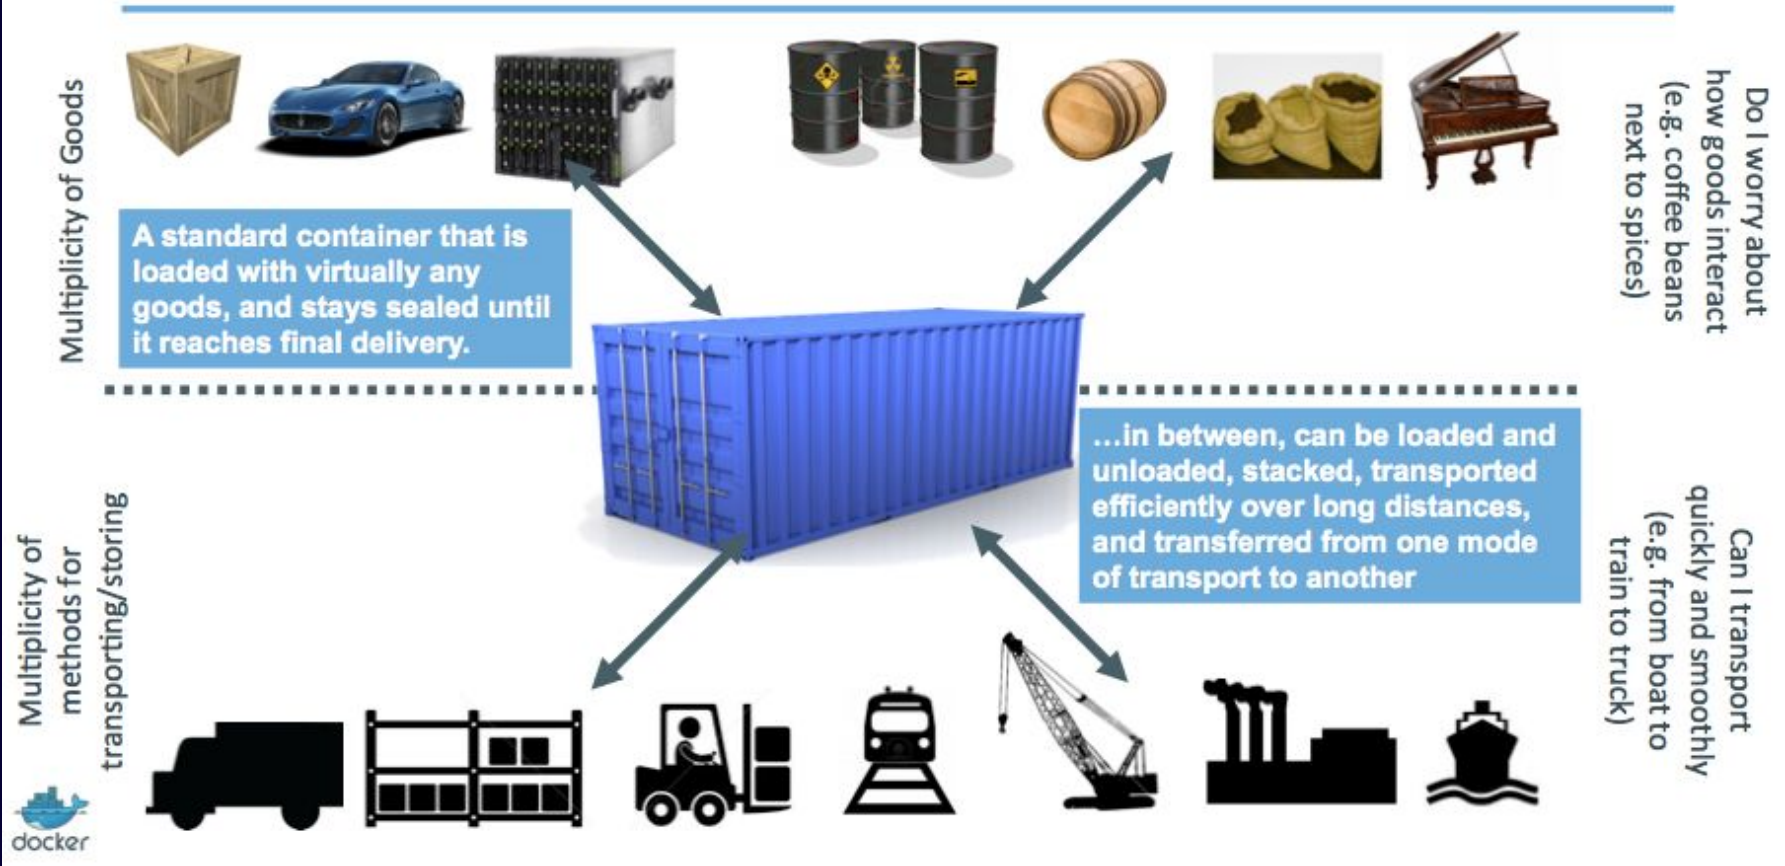 Multiplicity of Goods
Do I worry about
how goods interact
(e.g. coffee beans
next to spices)
A standard container that is
loaded with virtually any
goods, and stays sealed until
it reaches final delivery.
...in between, can be loaded and
unloaded, stacked, transported
efficiently over long distances,
and transferred from one mode
of transport to another
Multiplicity of
methods for
transporting/storing
Can I transport
quickly and smoothly
(e.g. from boat to
train to truck)
docker